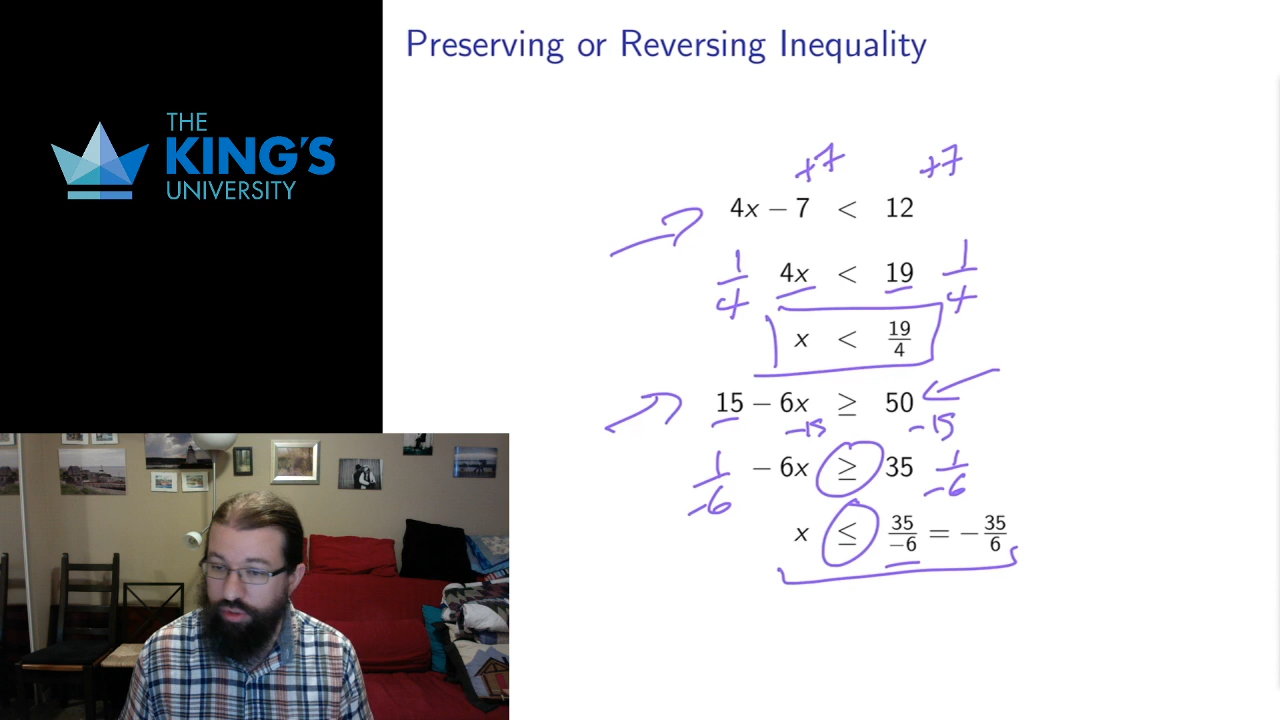 THE
KING'S
UNIVERSITY
Preserving or Reversing Inequality
+7 +7
4x − 7 < 12
1/4 4x < 19 1/4
x < 19/4
15 − 6x ≥ 50
−15 −15
1/−6 − 6x ≥ 35 1/−6
x ≤ 35/−6 = −35/6